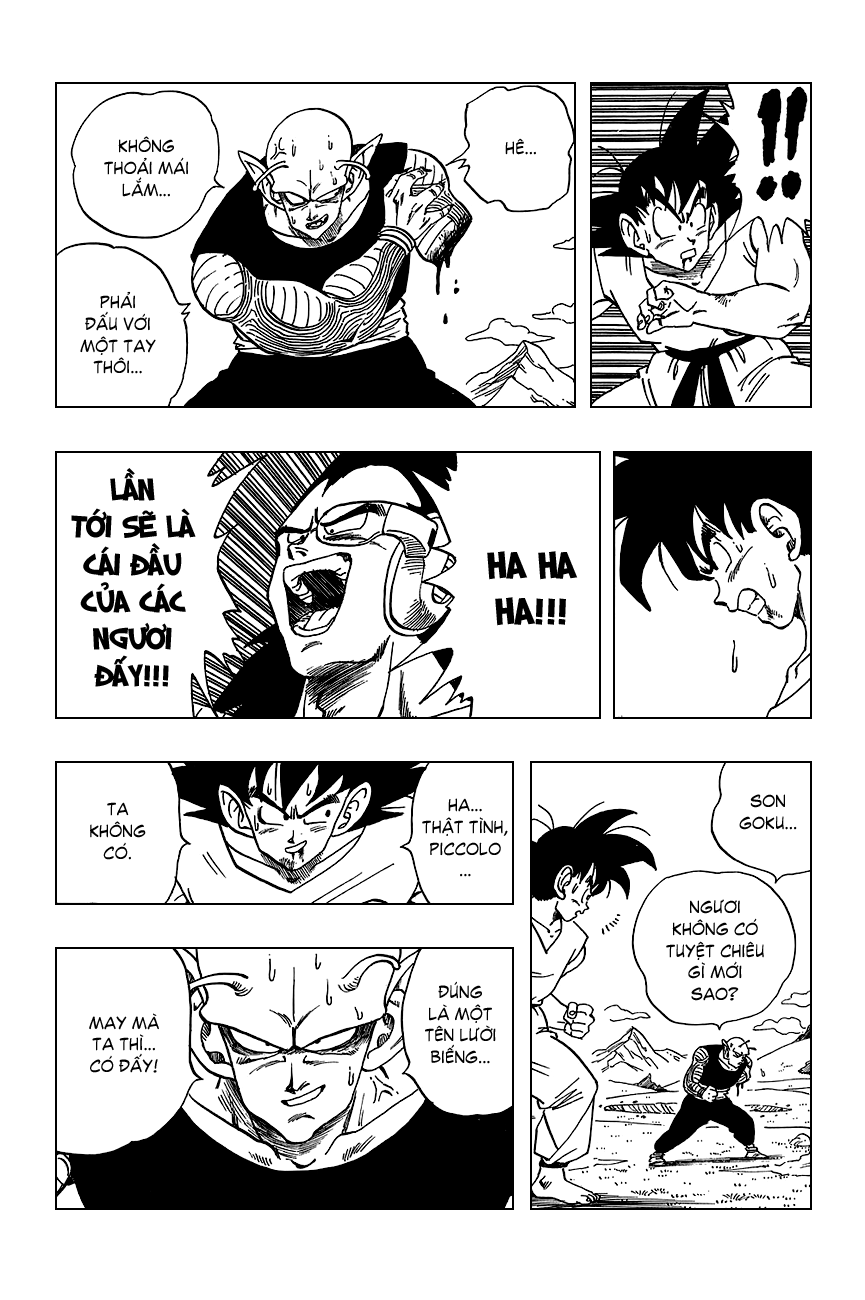 !!
HÊ...
KHÔNG
THOẢI MÁI
LẮM...
PHẢI
ĐẤU VỚI
MỘT TAY
THÔI...
HA HA
HA!!!
LẦN
TỚI SẼ LÀ
CÁI ĐẦU
CỦA CÁC
NGƯƠI
ĐẤY!!!
SON
GOKU...
NGƯƠI
KHÔNG CÓ
TUYỆT CHIÊU
GÌ MỚI
SAO?
HA...
THẬT TÌNH,
PICCOLO
...
TA
KHÔNG
CÓ.
ĐÚNG
LÀ MỘT
TÊN LƯỜI
BIẾNG...
MAY MÀ
TA THÌ...
CÓ ĐẤY!